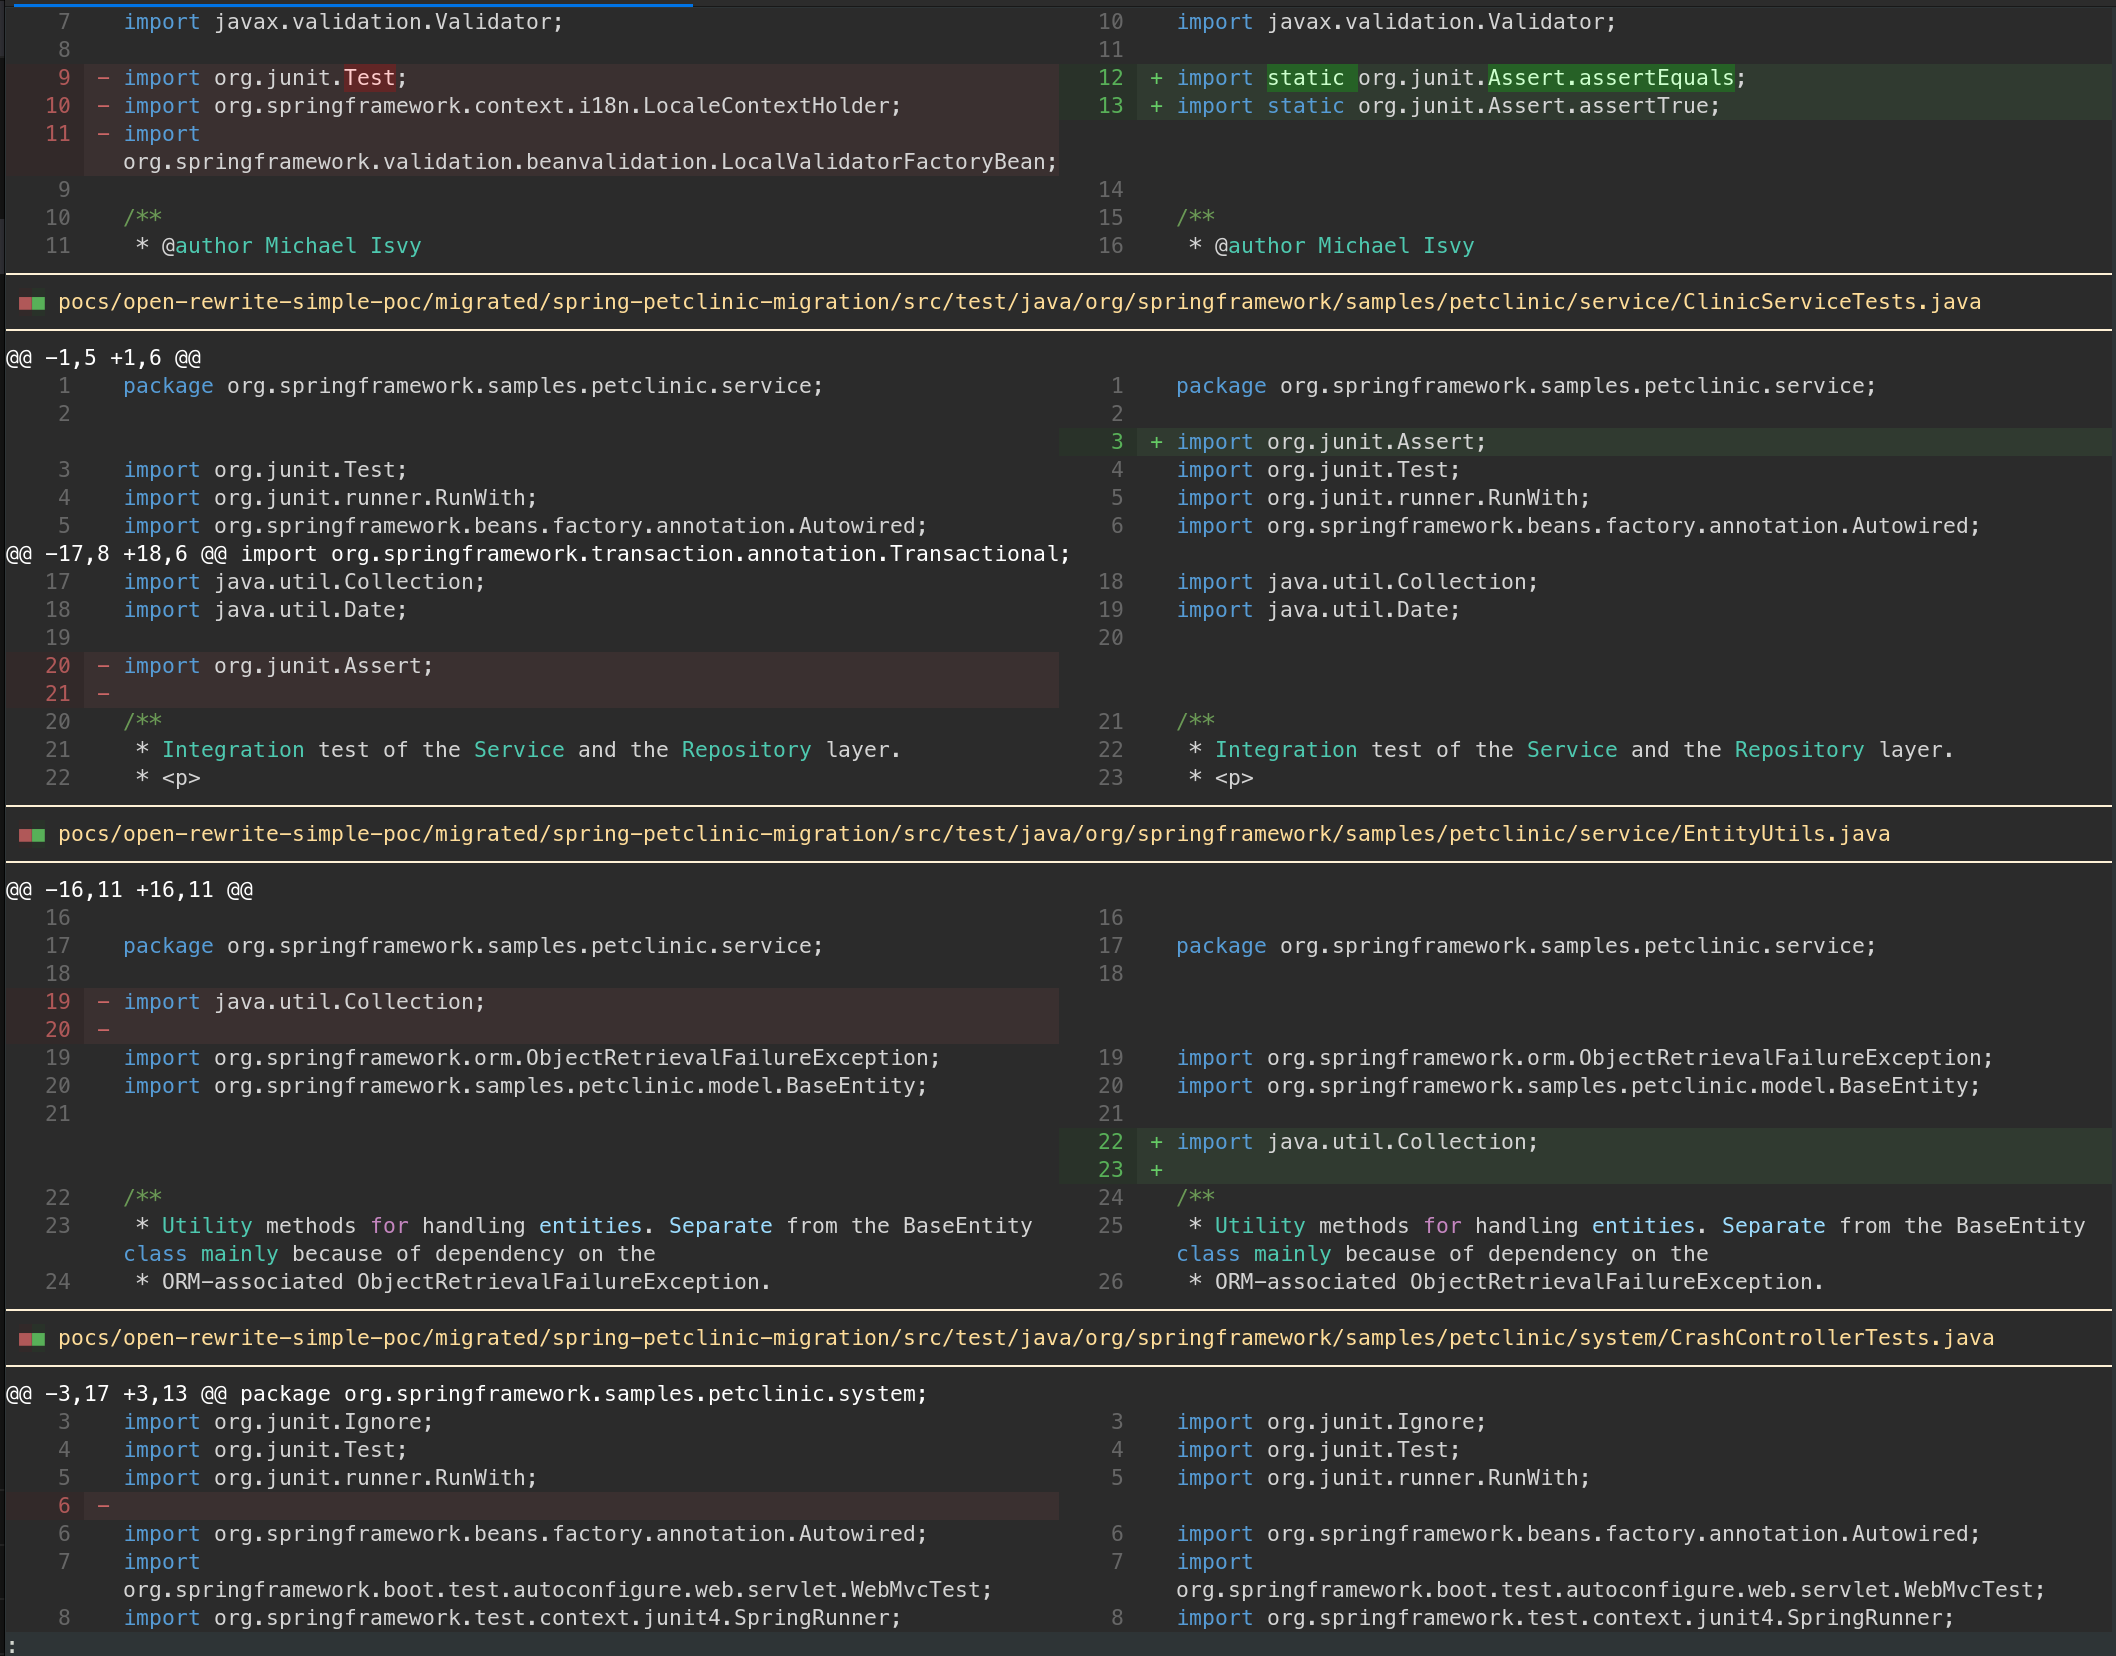 7 import javax.validation.Validator; 10 import javax.validation.Validator;
8 11
9 - import org.junit.Test; 12 + import static org.junit.Assert.assertEquals;
10 - import org.springframework.context.i18n.LocaleContextHolder; 13 + import static org.junit.Assert.assertTrue;
11 - import
org.springframework.validation.beanvalidation.LocalValidatorFactoryBean;
9 14
10 /** 15 /**
11 * @author Michael Isvy 16 * @author Michael Isvy
pocs/open-rewrite-simple-poc/migrated/spring-petclinic-migration/src/test/java/org/springframework/samples/petclinic/service/ClinicServiceTests.java
@@ -1,5 +1,6 @@
1 package org.springframework.samples.petclinic.service; 1 package org.springframework.samples.petclinic.service;
2 2
3 + import org.junit.Assert;
3 import org.junit.Test; 4 import org.junit.Test;
4 import org.junit.runner.RunWith; 5 import org.junit.runner.RunWith;
5 import org.springframework.beans.factory.annotation.Autowired; 6 import org.springframework.beans.factory.annotation.Autowired;
@@ -17,8 +18,6 @@ import org.springframework.transaction.annotation.Transactional;
17 import java.util.Collection; 18 import java.util.Collection;
18 import java.util.Date; 19 import java.util.Date;
19 20
20 - import org.junit.Assert;
21 -
20 /** 21 /**
21 * Integration test of the Service and the Repository layer. 22 * Integration test of the Service and the Repository layer.
22 * <p> 23 * <p>
pocs/open-rewrite-simple-poc/migrated/spring-petclinic-migration/src/test/java/org/springframework/samples/petclinic/service/EntityUtils.java
@@ -16,11 +16,11 @@
16 16
17 package org.springframework.samples.petclinic.service; 17 package org.springframework.samples.petclinic.service;
18 18
19 - import java.util.Collection;
20 -
19 import org.springframework.orm.ObjectRetrievalFailureException; 19 import org.springframework.orm.ObjectRetrievalFailureException;
20 import org.springframework.samples.petclinic.model.BaseEntity; 20 import org.springframework.samples.petclinic.model.BaseEntity;
21 21
22 + import java.util.Collection;
23 +
22 /** 24 /**
23 * Utility methods for handling entities. Separate from the BaseEntity 25 * Utility methods for handling entities. Separate from the BaseEntity
class mainly because of dependency on the class mainly because of dependency on the
24 * ORM-associated ObjectRetrievalFailureException. 26 * ORM-associated ObjectRetrievalFailureException.
pocs/open-rewrite-simple-poc/migrated/spring-petclinic-migration/src/test/java/org/springframework/samples/petclinic/system/CrashControllerTests.java
@@ -3,17 +3,13 @@ package org.springframework.samples.petclinic.system;
3 import org.junit.Ignore; 3 import org.junit.Ignore;
4 import org.junit.Test; 4 import org.junit.Test;
5 import org.junit.runner.RunWith; 5 import org.junit.runner.RunWith;
6 -
6 import org.springframework.beans.factory.annotation.Autowired; 6 import org.springframework.beans.factory.annotation.Autowired;
7 import 7 import
org.springframework.boot.test.autoconfigure.web.servlet.WebMvcTest; org.springframework.boot.test.autoconfigure.web.servlet.WebMvcTest;
8 import org.springframework.test.context.junit4.SpringRunner; 8 import org.springframework.test.context.junit4.SpringRunner;
: